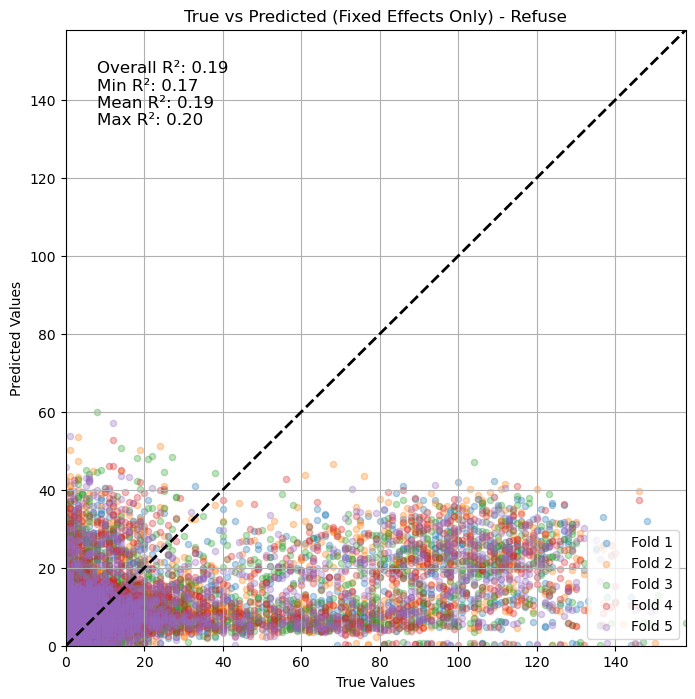 True vs Predicted (Fixed Effects Only) - Refuse
Overall R²: 0.19
Min R²: 0.17
Mean R²: 0.19
Max R²: 0.20
140
120
100
80
60
40
20
0
Predicted Values
0 20 40 60 80 100 120 140
True Values
Fold 1
Fold 2
Fold 3
Fold 4
Fold 5